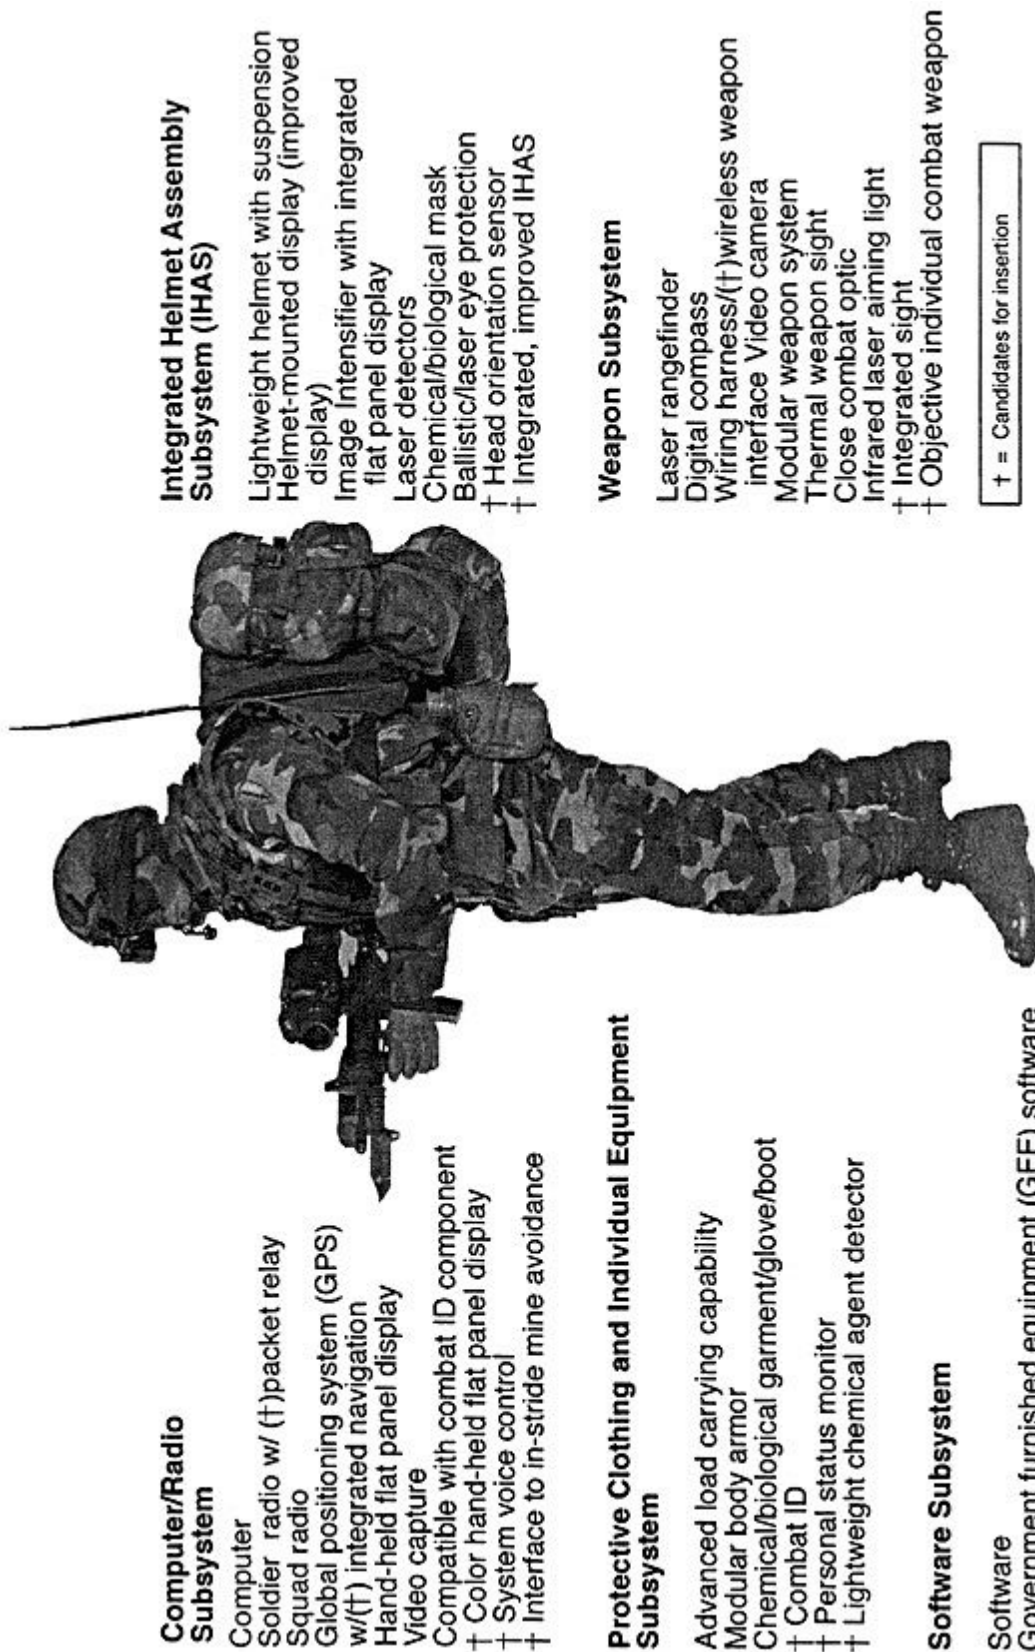 Computer/Radio
Subsystem
Computer
Soldier radio w/ (†)packet relay
Squad radio
Global positioning system (GPS)
w/(†) integrated navigation
Hand-held flat panel display
Video capture
Compatible with combat ID component
† Color hand-held flat panel display
† System voice control
† Interface to in-stride mine avoidance
Protective Clothing and Individual Equipment
Subsystem
Advanced load carrying capability
Modular body armor
Chemical/biological garment/glove/boot
† Combat ID
† Personal status monitor
† Lightweight chemical agent detector
Software Subsystem
Software
Government furnished equipment (GFE) software
Integrated Helmet Assembly
Subsystem (IHAS)
Lightweight helmet with suspension
Helmet-mounted display (improved
display)
Image Intensifier with integrated
flat panel display
Laser detectors
Chemical/biological mask
Ballistic/laser eye protection
† Head orientation sensor
† Integrated, improved IHAS
Weapon Subsystem
Laser rangefinder
Digital compass
Wiring harness/(†)wireless weapon
interface Video camera
Modular weapon system
Thermal weapon sight
Close combat optic
Infrared laser aiming light
† Integrated sight
† Objective individual combat weapon
† = Candidates for insertion